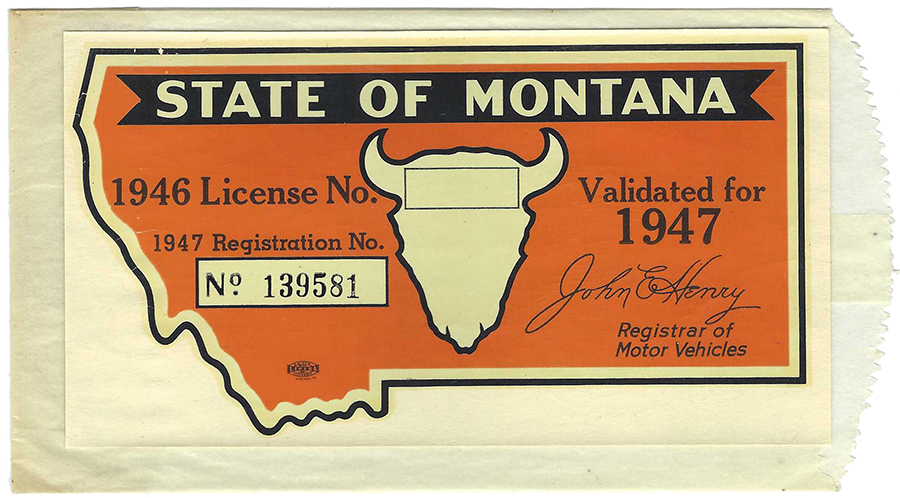 STATE OF MONTANA
1946 License No.
Validated for
1947
1947 Registration No.
Nº 139581
John E Henry
Registrar of
Motor Vehicles